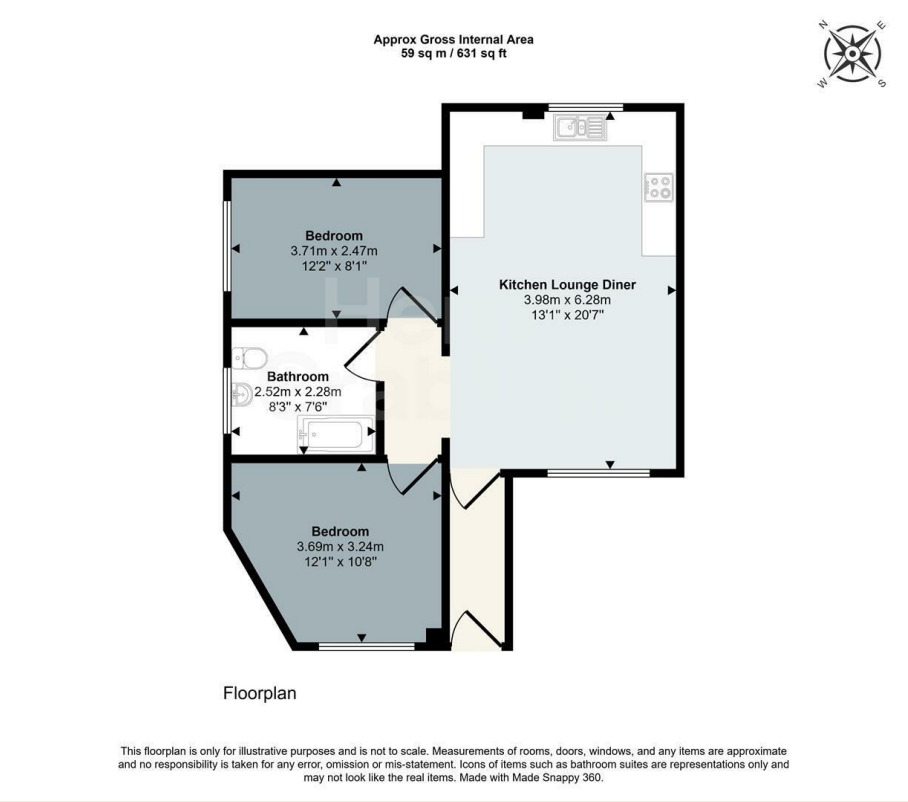 Approx Gross Internal Area
59 sq m / 631 sq ft
N
E
W
S
Bedroom
3.71m x 2.47m
12'2" x 8'1"
Kitchen Lounge Diner
3.98m x 6.28m
13'1" x 20'7"
Bathroom
2.52m x 2.28m
8'3" x 7'6"
Bedroom
3.69m x 3.24m
12'1" x 10'8"
Floorplan
This floorplan is only for illustrative purposes and is not to scale. Measurements of rooms, doors, windows, and any items are approximate
and no responsibility is taken for any error, omission or mis-statement. Icons of items such as bathroom suites are representations only and
may not look like the real items. Made with Made Snappy 360.